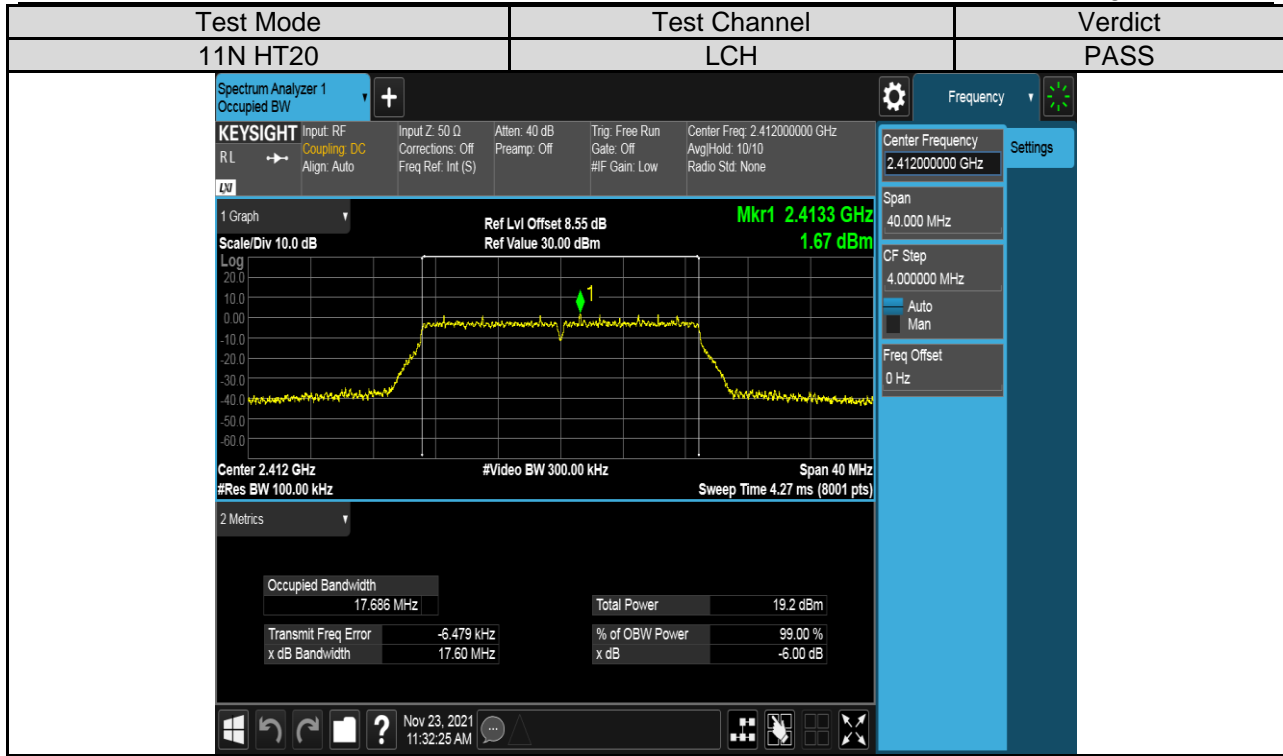 Test Mode Test Channel Verdict
11N HT20 LCH PASS
Spectrum Analyzer 1
Occupied BW
+
Frequency
KEYSIGHT
RL
LXI
Input: RF
Coupling: DC
Align: Auto
Input Z: 50 Ω
Corrections: Off
Freq Ref: Int (S)
Atten: 40 dB
Preamp: Off
Trig: Free Run
Gate: Off
#IF Gain: Low
Center Freq: 2.412000000 GHz
Avg|Hold: 10/10
Radio Std: None
Center Frequency
2.412000000 GHz
Settings
Span
40.000 MHz
CF Step
4.000000 MHz
Auto
Man
Freq Offset
0 Hz
1 Graph
Scale/Div 10.0 dB
Ref Lvl Offset 8.55 dB
Ref Value 30.00 dBm
Mkr1 2.4133 GHz
1.67 dBm
Log
20.0
10.0
0.00
-10.0
-20.0
-30.0
-40.0
-50.0
-60.0
1
Center 2.412 GHz
#Res BW 100.00 kHz
#Video BW 300.00 kHz
Span 40 MHz
Sweep Time 4.27 ms (8001 pts)
2 Metrics
Occupied Bandwidth
17.686 MHz
Total Power 19.2 dBm
Transmit Freq Error -6.479 kHz
% of OBW Power 99.00 %
x dB Bandwidth 17.60 MHz
x dB -6.00 dB
?
Nov 23, 2021
11:32:25 AM